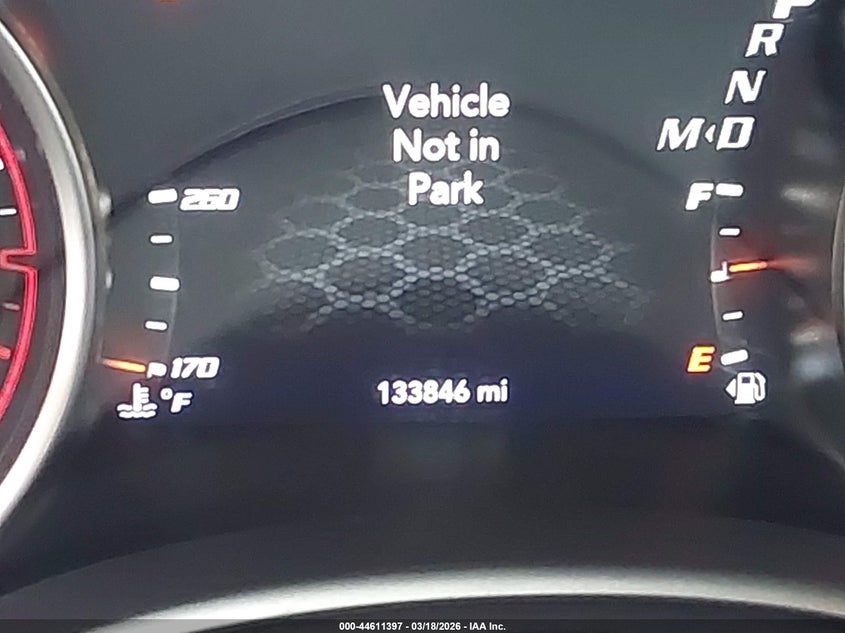 P
R
N
M D
Vehicle
Not in
Park
260
F
170
°F
E
133846 mi
000-44611397 - 03/18/2026 - IAA Inc.